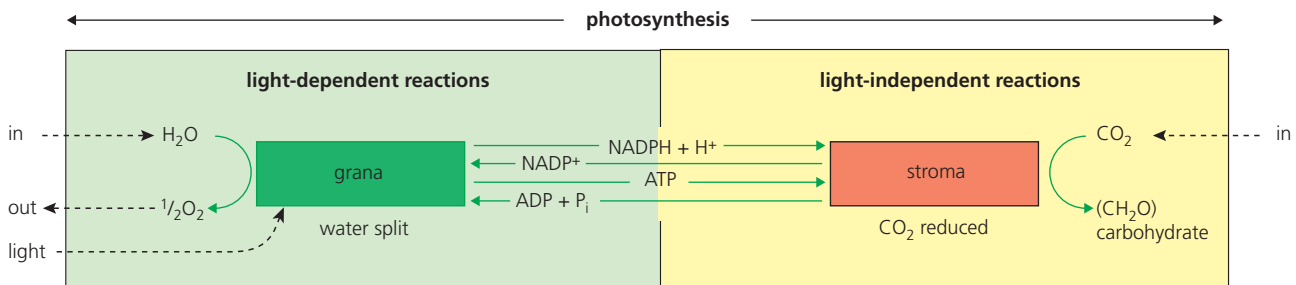 photosynthesis
light-dependent reactions
light-independent reactions
in
H₂O
NADPH + H⁺
CO₂
in
NADP⁺
grana
ATP
stroma
out
½O₂
ADP + Pᵢ
(CH₂O)
carbohydrate
water split
CO₂ reduced
light